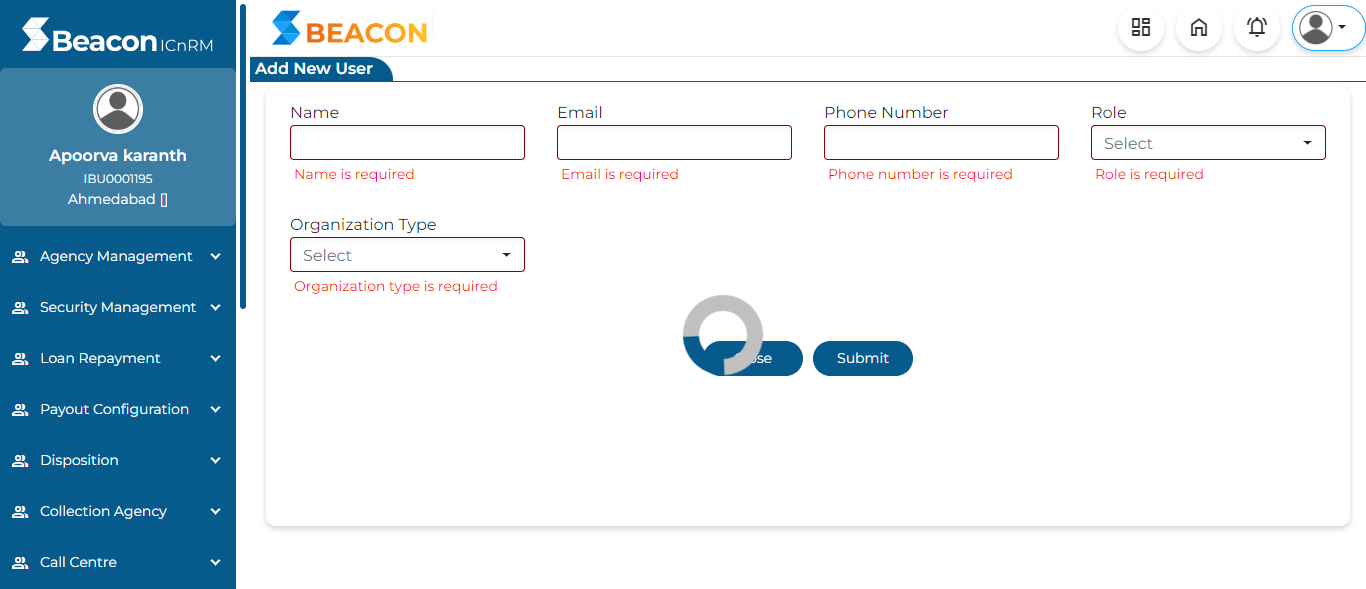 Beacon ICnRM
BEACON
Add New User
Apoorva karanth
IBU0001195
Ahmedabad []
Agency Management
Security Management
Loan Repayment
Payout Configuration
Disposition
Collection Agency
Call Centre
Name
Email
Phone Number
Role
Select
Name is required
Email is required
Phone number is required
Role is required
Organization Type
Select
Organization type is required
Submit